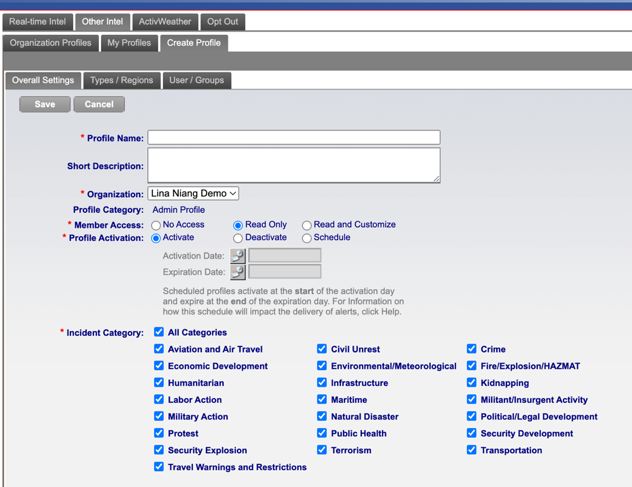 Real-time Intel Other Intel ActivWeather Opt Out
Organization Profiles My Profiles Create Profile
Overall Settings Types / Regions User / Groups
Save Cancel
* Profile Name:
Short Description:
* Organization: Lina Niang Demo
Profile Category: Admin Profile
* Member Access: No Access Read Only Read and Customize
* Profile Activation: Activate Deactivate Schedule
Activation Date:
Expiration Date:
Scheduled profiles activate at the start of the activation day
and expire at the end of the expiration day. For Information on
how this schedule will impact the delivery of alerts, click Help.
* Incident Category: All Categories
Aviation and Air Travel Civil Unrest Crime
Economic Development Environmental/Meteorological Fire/Explosion/HAZMAT
Humanitarian Infrastructure Kidnapping
Labor Action Maritime Militant/Insurgent Activity
Military Action Natural Disaster Political/Legal Development
Protest Public Health Security Development
Security Explosion Terrorism Transportation
Travel Warnings and Restrictions